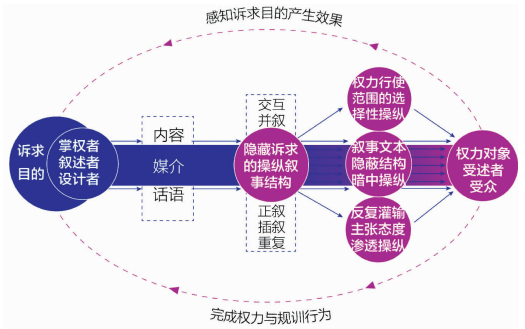 感知诉求目的产生效果
诉求
目的
掌权者
叙述者
设计者
内容
媒介
话语
交互
并叙
隐藏诉求
的操纵叙
事结构
正叙
插叙
重复
权力行使
范围的选
择性操纵
叙事文本
隐蔽结构
暗中操纵
反复灌输
主张态度
渗透操纵
权力对象
受述者
受众
完成权力与规训行为